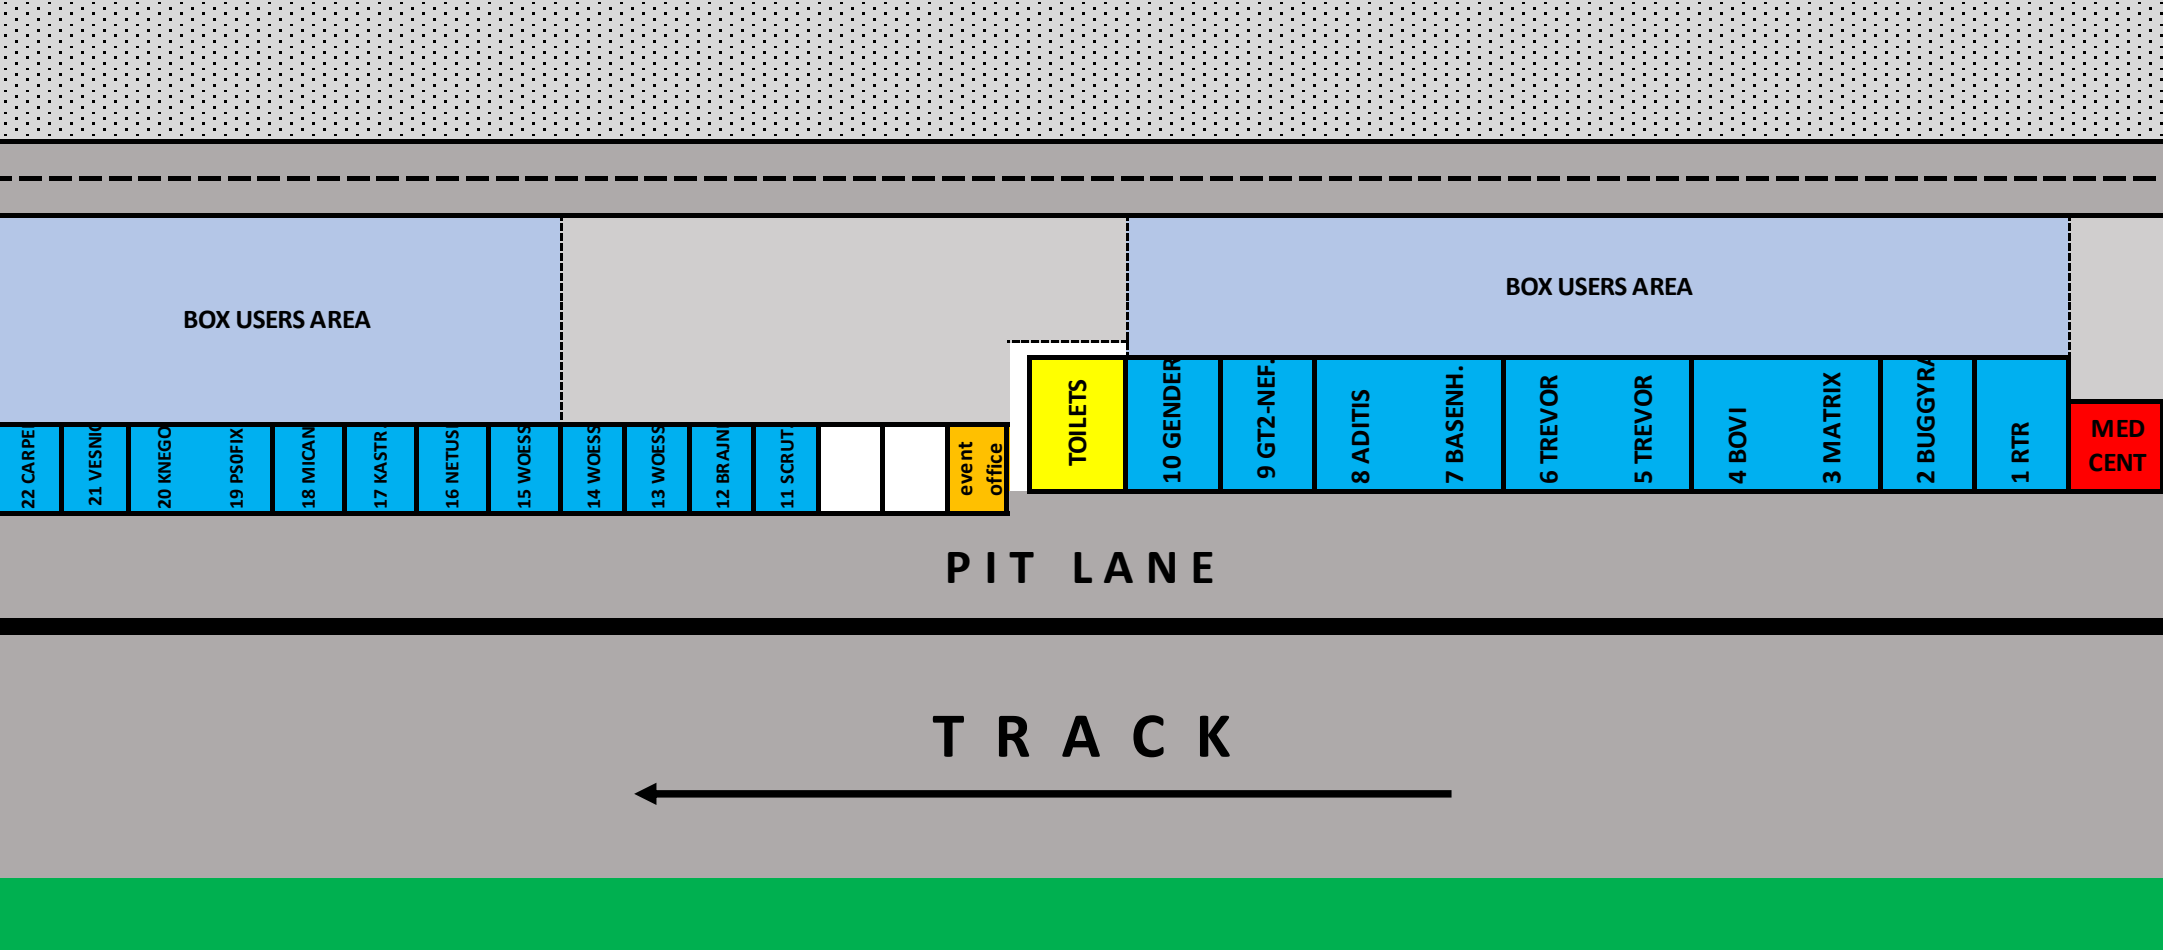 BOX USERS AREA
BOX USERS AREA
22 CARPE
21 VESNIC
20 KNEGO
19 PS0FIX
18 MICAN
17 KASTR.
16 NETUS
15 WOESS
14 WOESS
13 WOESS
12 BRAUN
11 SCRUT.
event
office
TOILETS
10 GENDER
9 GT2-NEF.
8 ADITIS
7 BASENH.
6 TREVOR
5 TREVOR
4 BOVI
3 MATRIX
2 BUGGYRA
1 RTR
MED
CENT
PIT LANE
TRACK